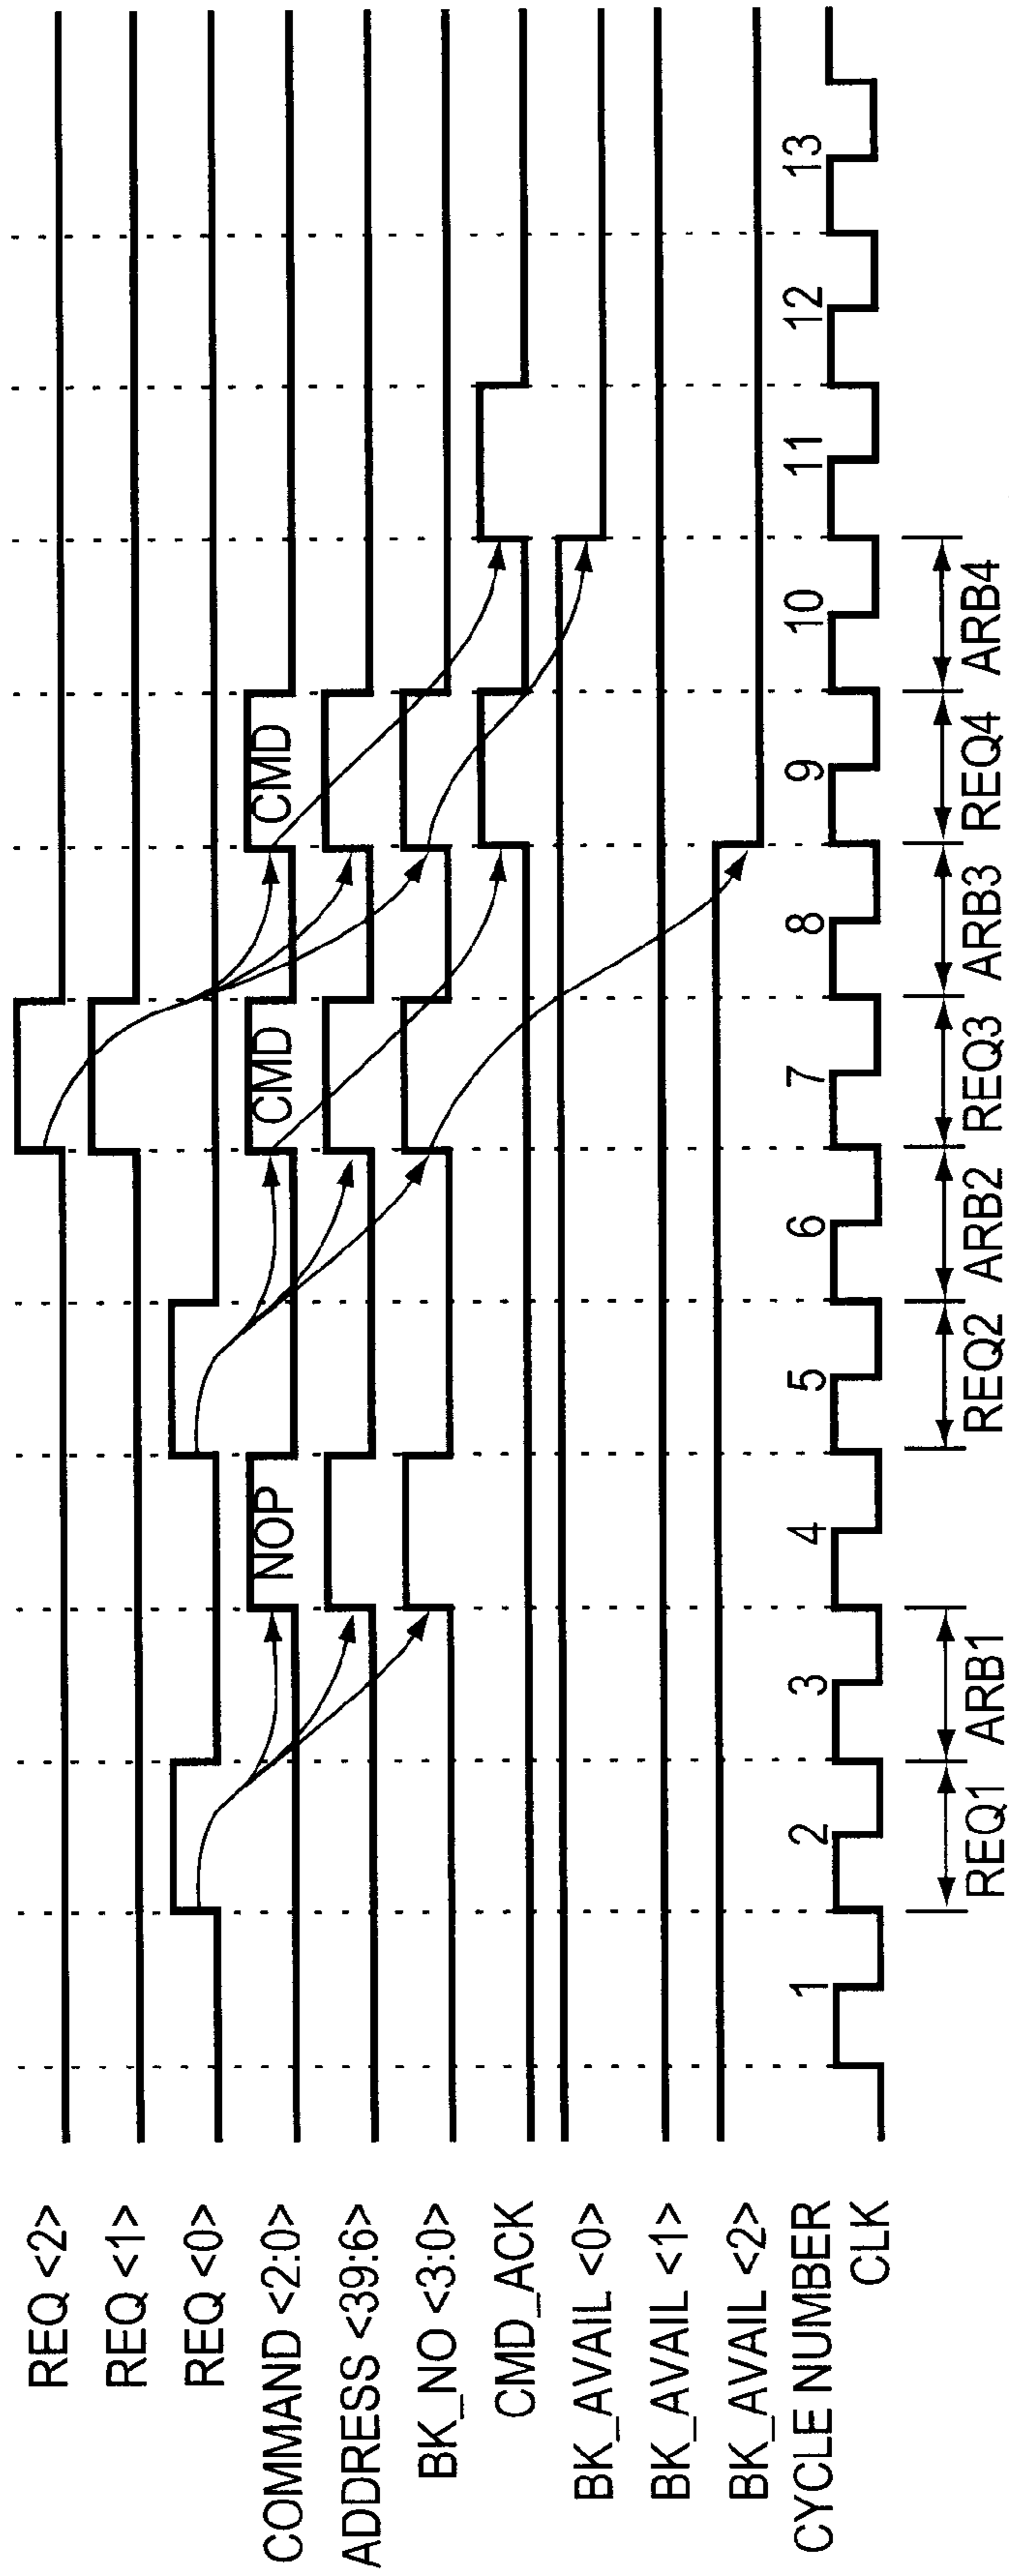 REQ <2>
REQ <1>
REQ <0>
COMMAND <2:0> NOP CMD CMD
ADDRESS <39:6>
BK_NO <3:0>
CMD_ACK
BK_AVAIL <0>
BK_AVAIL <1>
BK_AVAIL <2>
CYCLE NUMBER 1 2 3 4 5 6 7 8 9 10 11 12 13
CLK
REQ1 ARB1 REQ2 ARB2 REQ3 ARB3 REQ4 ARB4